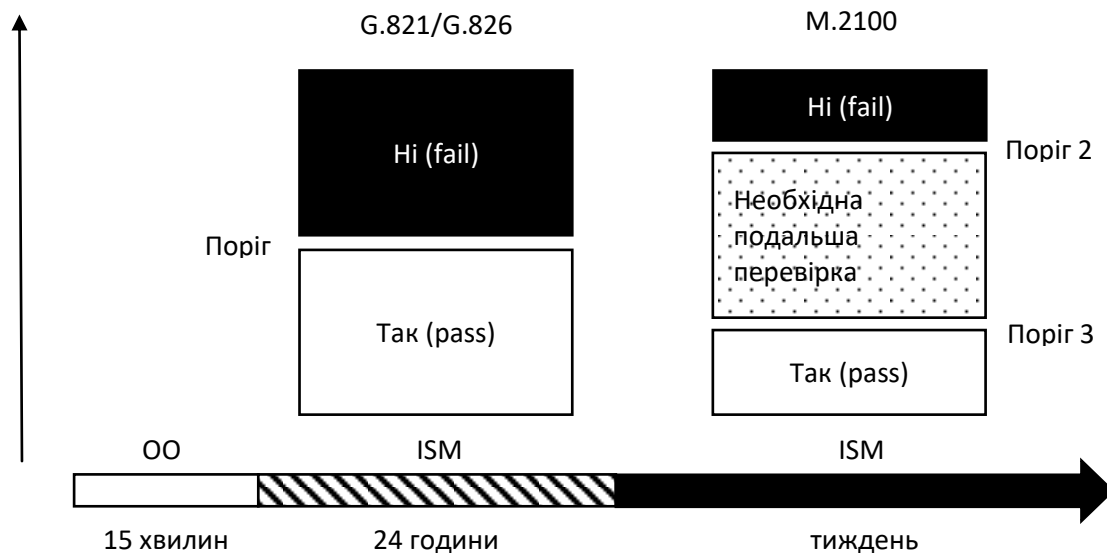 G.821/G.826
M.2100
Ні (fail)
Ні (fail)
Поріг 2
Необхідна
подальша
перевірка
Поріг
Так (pass)
Поріг 3
Так (pass)
ОО
ISM
ISM
15 хвилин
24 години
тиждень